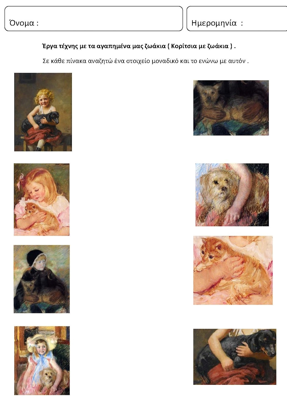 Όνομα :
Ημερομηνία :
Έργα τέχνης με τα αγαπημένα μας ζωάκια ( Κορίτσια με ζωάκια ) .
Σε κάθε πίνακα αναζητώ ένα στοιχείο μοναδικό και το ενώνω με αυτόν .